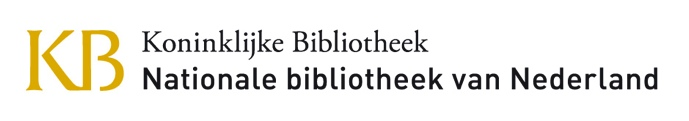 KB
Koninklijke Bibliotheek
Nationale bibliotheek van Nederland